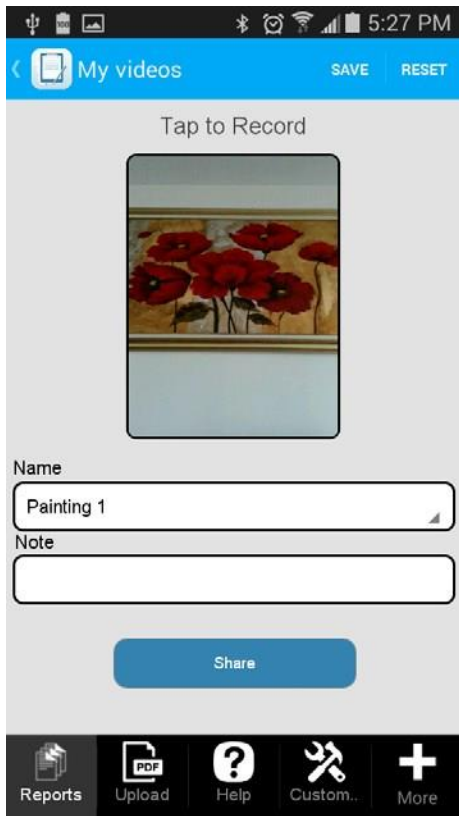 100
5:27 PM
My videos
SAVE
RESET
Tap to Record
Name
Painting 1
Note
Share
PDF
?
Reports
Upload
Help
Custom..
More